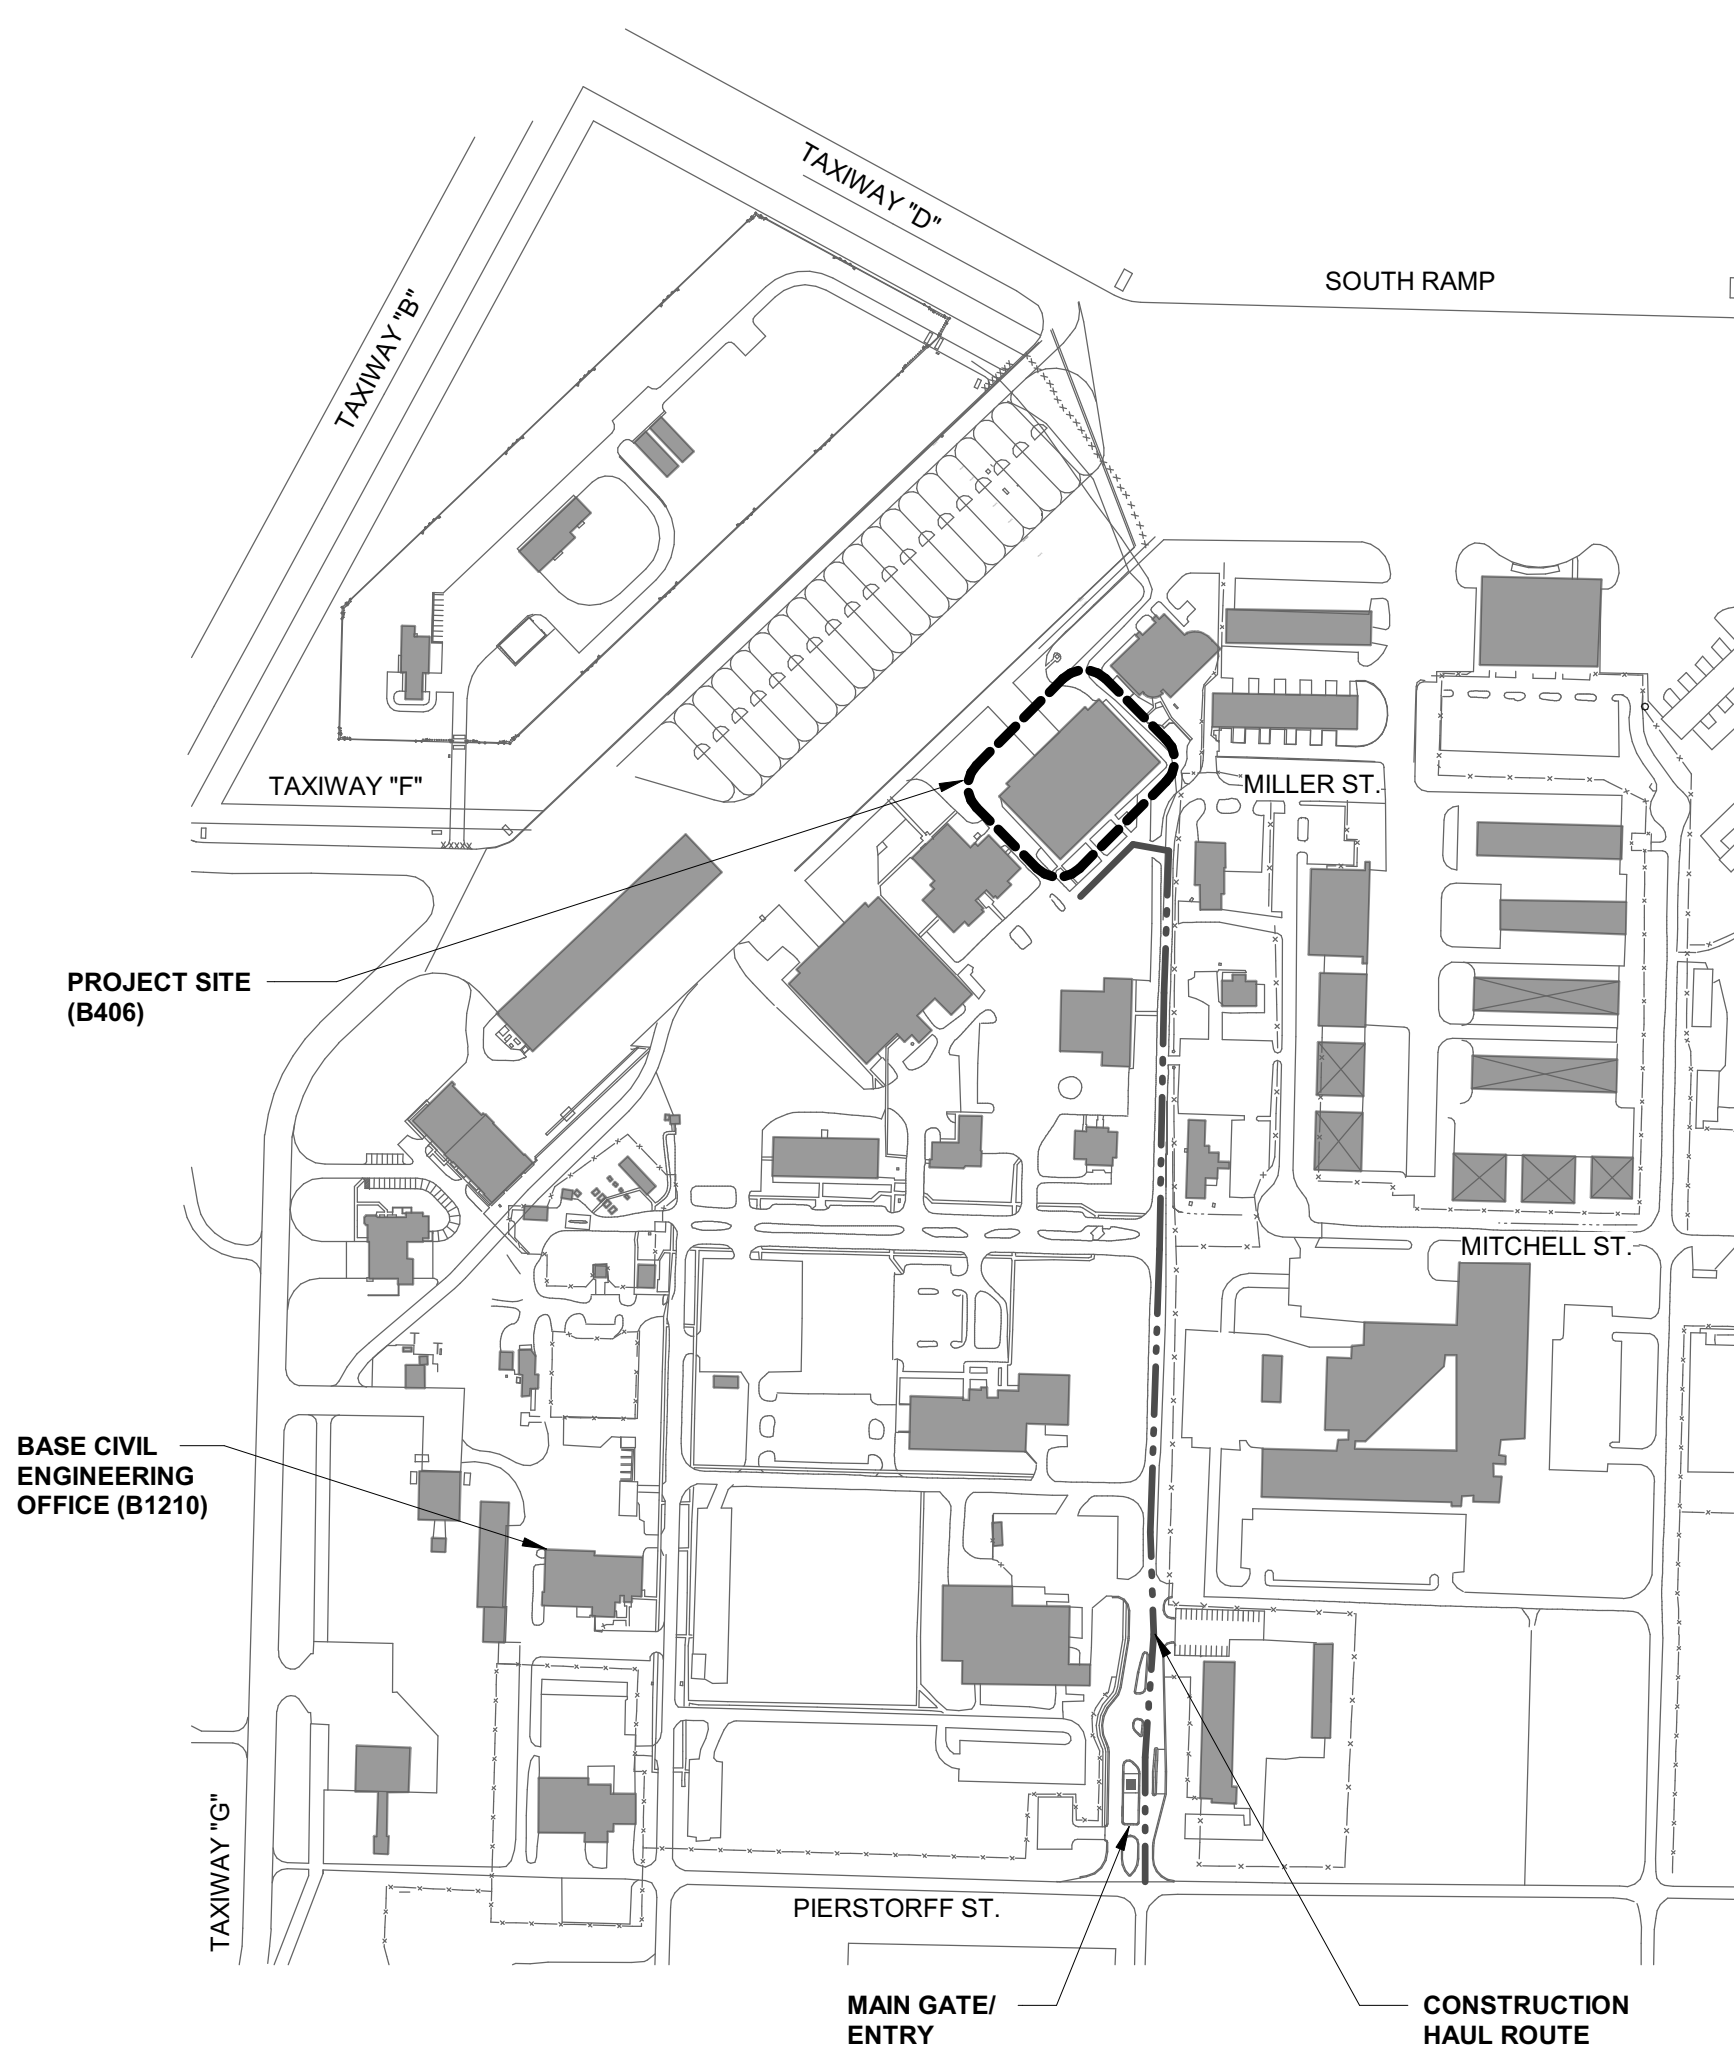 TAXIWAY "D"
SOUTH RAMP
TAXIWAY "B"
TAXIWAY "F"
MILLER ST.
PROJECT SITE
(B406)
MITCHELL ST.
BASE CIVIL
ENGINEERING
OFFICE (B1210)
TAXIWAY "G"
PIERSTORFF ST.
MAIN GATE/
ENTRY
CONSTRUCTION
HAUL ROUTE